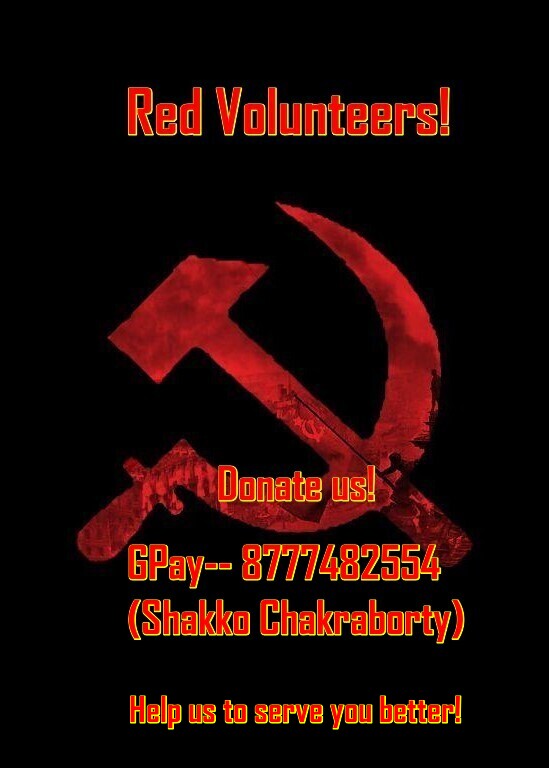 Red Volunteers!
Donate us!
GPay-- 8777482554
(Shakko Chakraborty)
Help us to serve you better!